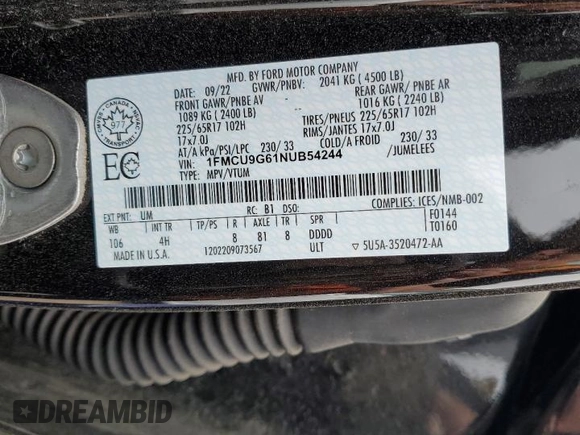 MFD. BY FORD MOTOR COMPANY
DATE: 09/22 GVWR/PNBV: 2041 KG ( 4500 LB)
FRONT GAWR/PNBE AV REAR GAWR/ PNBE AR
1089 KG ( 2400 LB) 1016 KG ( 2240 LB)
225/65R17 102H TIRES/PNEUS 225/65R17 102H
17x7.0J RIMS/JANTES 17x7.0J
AT/A kPa/PSI/LPC 230/ 33 COLD/A FROID 230/ 33
VIN: 1FMCU9G61NUB54244 /JUMELEES
TYPE: MPV/VTUM
CANADA
977
TRANSPORT
EC
COMPLIES: ICES/NMB-002
EXT PNT: UM RC: B1 DSO: F0144
WB INT TR TP/PS R AXLE TR SPR T0160
106 4H 8 81 8 DDDD
MADE IN U.S.A. 1202209073567 ULT ▽ 5U5A-3520472-AA
DREAMBID